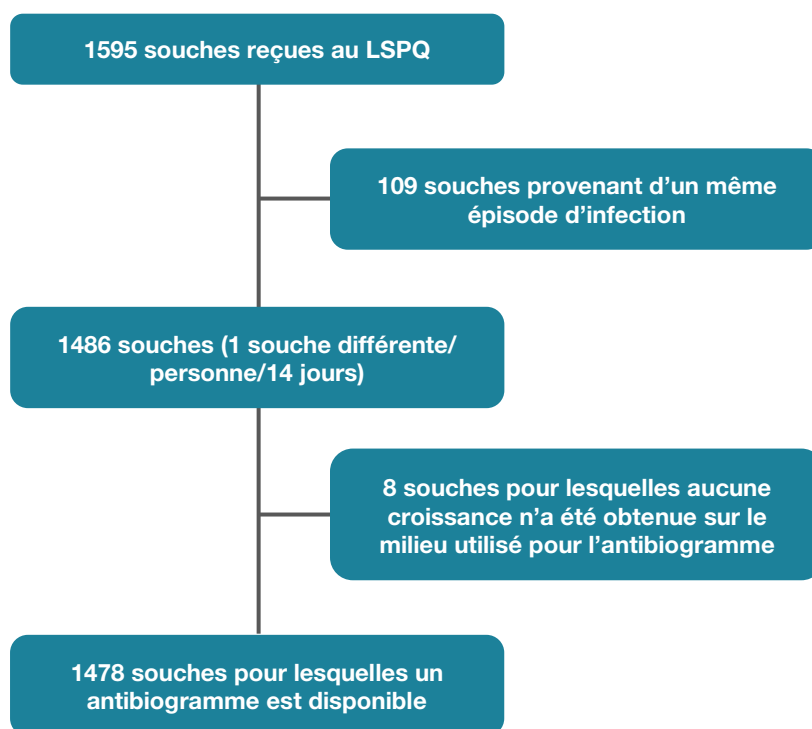 1595 souches reçues au LSPQ
109 souches provenant d’un même
épisode d’infection
1486 souches (1 souche différente/
personne/14 jours)
8 souches pour lesquelles aucune
croissance n’a été obtenue sur le
milieu utilisé pour l’antibiogramme
1478 souches pour lesquelles un
antibiogramme est disponible